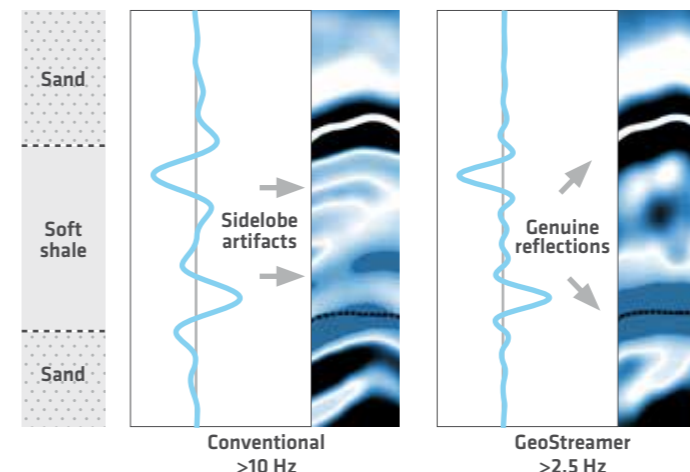 Sand
Soft
shale
Sand
Sidelobe
artifacts
Genuine
reflections
Conventional
>10 Hz
GeoStreamer
>2.5 Hz